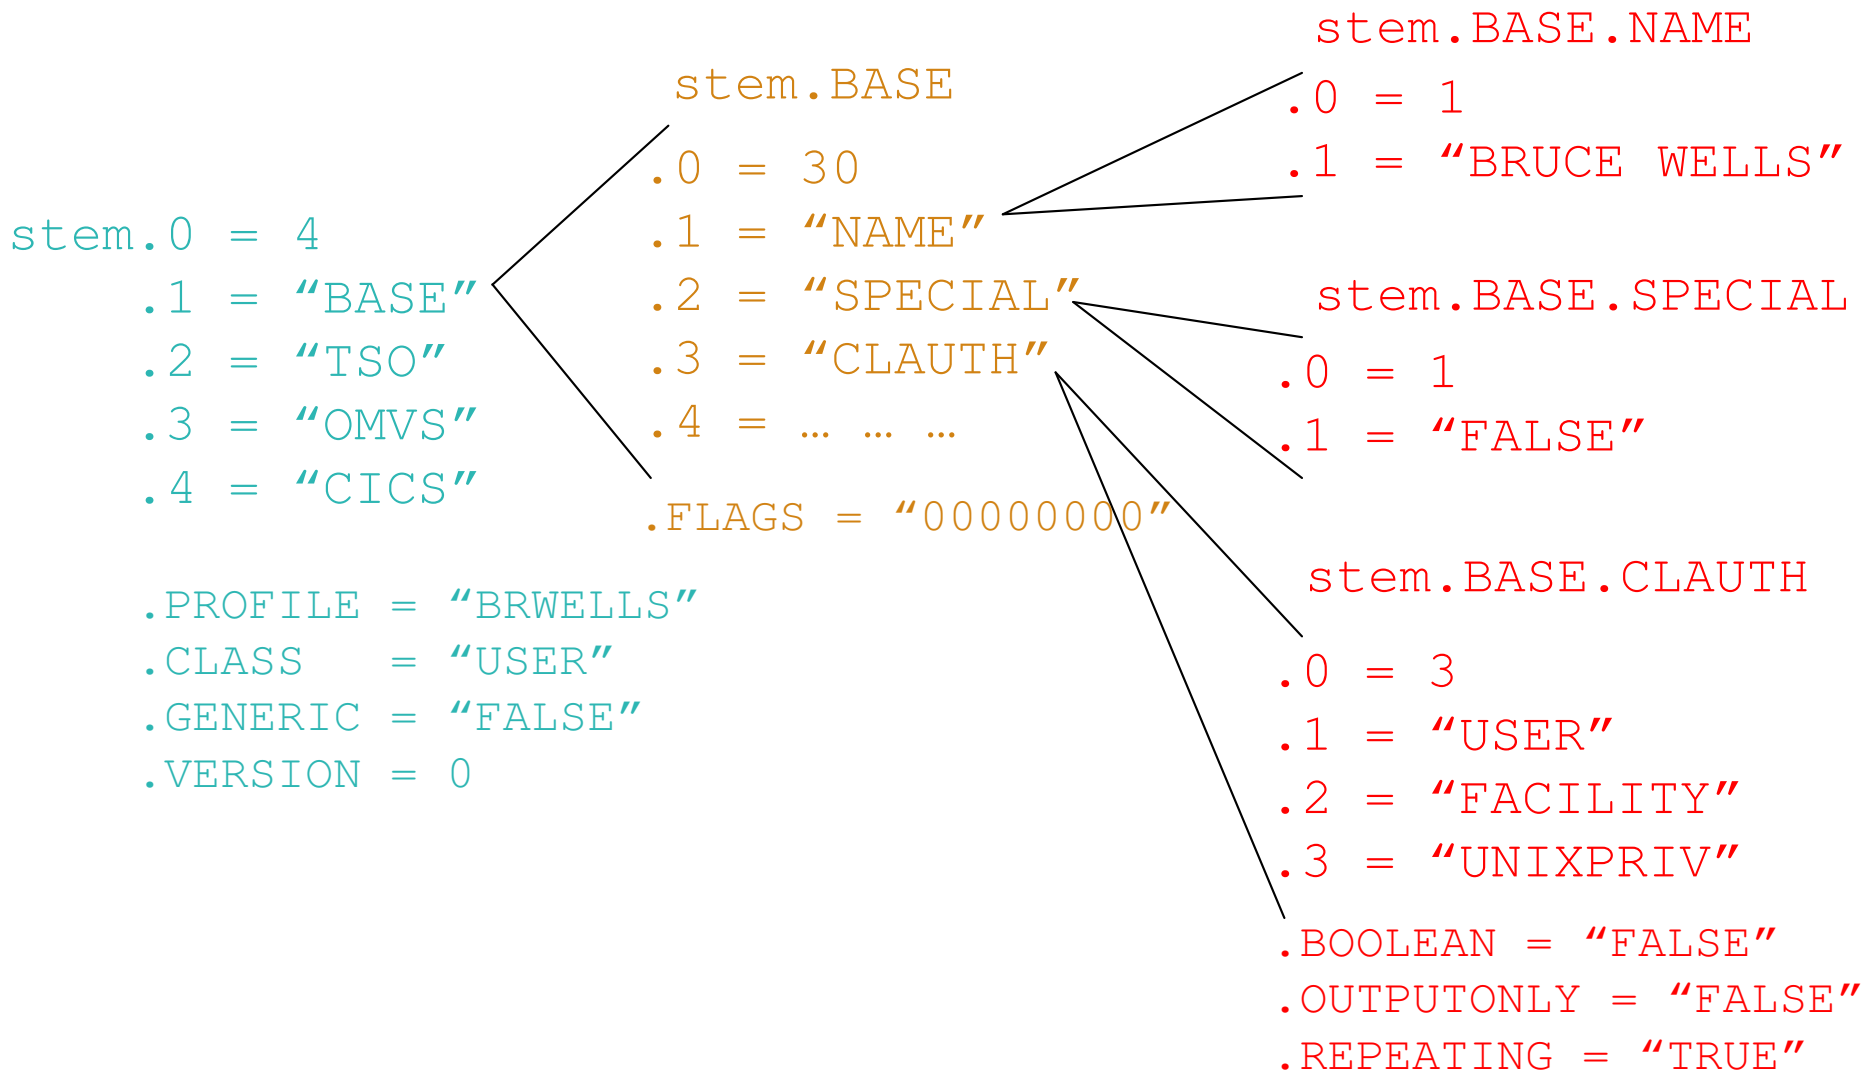 stem.0 = 4
.1 = “BASE”
.2 = “TSO”
.3 = “OMVS”
.4 = “CICS”
.PROFILE = “BRWELLS”
.CLASS = “USER”
.GENERIC = “FALSE”
.VERSION = 0
stem.BASE
.0 = 30
.1 = “NAME”
.2 = “SPECIAL”
.3 = “CLAUTH”
.4 = … … …
.FLAGS = “00000000”
stem.BASE.NAME
.0 = 1
.1 = “BRUCE WELLS”
stem.BASE.SPECIAL
.0 = 1
.1 = “FALSE”
stem.BASE.CLAUTH
.0 = 3
.1 = “USER”
.2 = “FACILITY”
.3 = “UNIXPRIV”
.BOOLEAN = “FALSE”
.OUTPUTONLY = “FALSE”
.REPEATING = “TRUE”